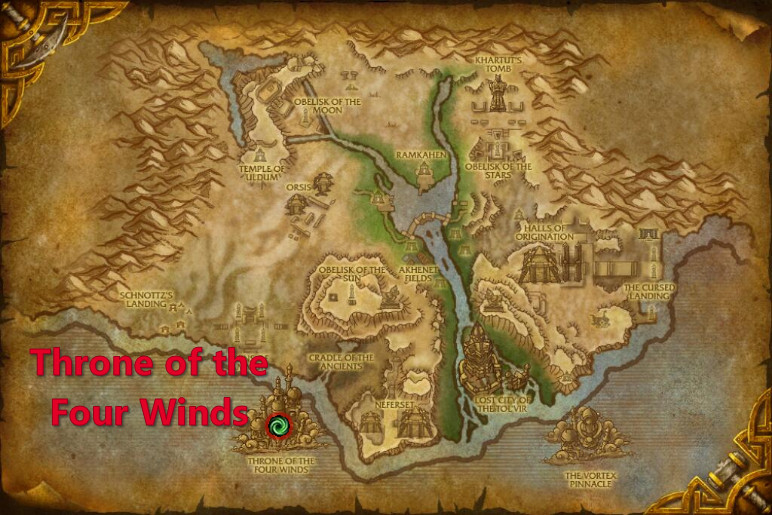 KHARTUT'S
TOMB
OBELISK OF THE
MOON
RAMKAHEN
TEMPLE OF
ULDUM
OBELISK OF THE
STARS
ORSIS
HALLS OF
ORIGINATION
OBELISK OF THE
SUN
AKHENET
FIELDS
SCHNOTTZ'S
LANDING
THE CURSED
LANDING
Throne of the
Four Winds
CRADLE OF THE
ANCIENTS
NEFERSET
LOST CITY OF
THE TOL'VIR
THRONE OF THE
FOUR WINDS
THE VORTEX
PINNACLE